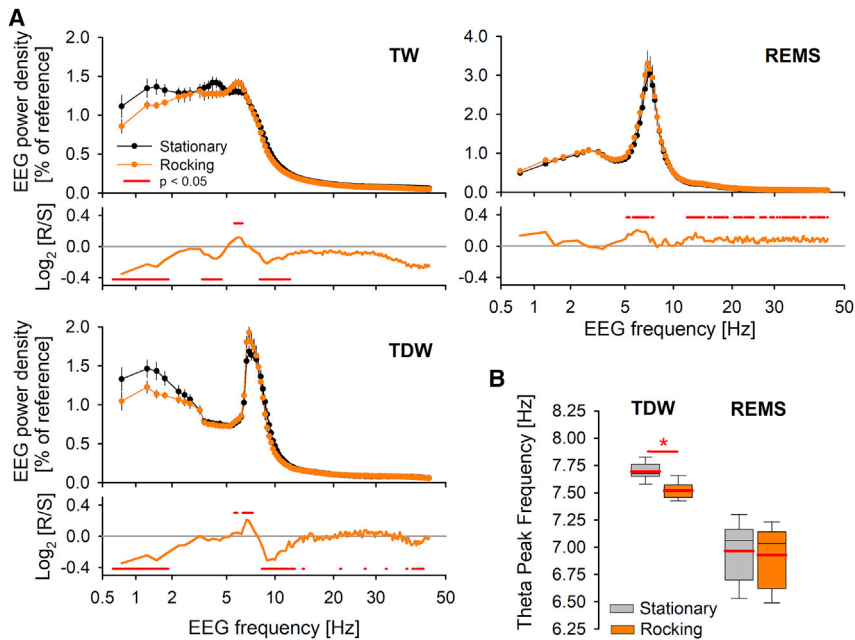 A
EEG power density
[% of reference]
2.0
1.5
1.0
0.5
0.0
TW
Stationary
Rocking
p < 0.05
Log2 [R/S]
0.4
0.0
-0.4
EEG power density
[% of reference]
4.0
3.0
2.0
1.0
0.0
REMS
0.4
0.0
-0.4
0.5 1 2 5 10 20 30 50
EEG frequency [Hz]
EEG power density
[% of reference]
2.0
1.5
1.0
0.5
0.0
TDW
Log2 [R/S]
0.4
0.0
-0.4
0.5 1 2 5 10 20 30 50
EEG frequency [Hz]
B
Theta Peak Frequency [Hz]
8.25
8.00
7.75
7.50
7.25
7.00
6.75
6.50
6.25
TDW
REMS
*
Stationary
Rocking